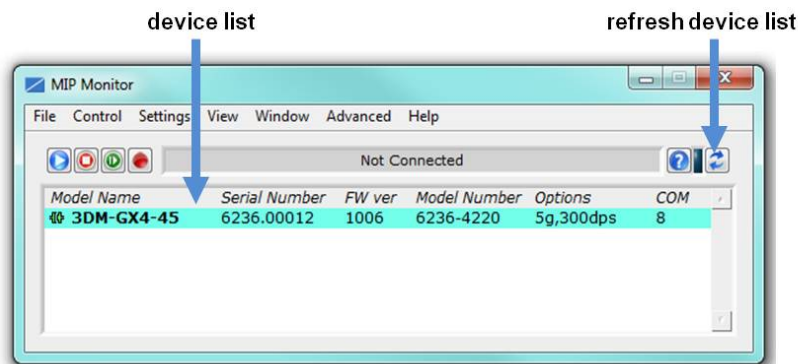 device list refresh device list
MIP Monitor
File Control Settings View Window Advanced Help
Not Connected
Model Name Serial Number FW ver Model Number Options COM
3DM-GX4-45 6236.00012 1006 6236-4220 5g,300dps 8